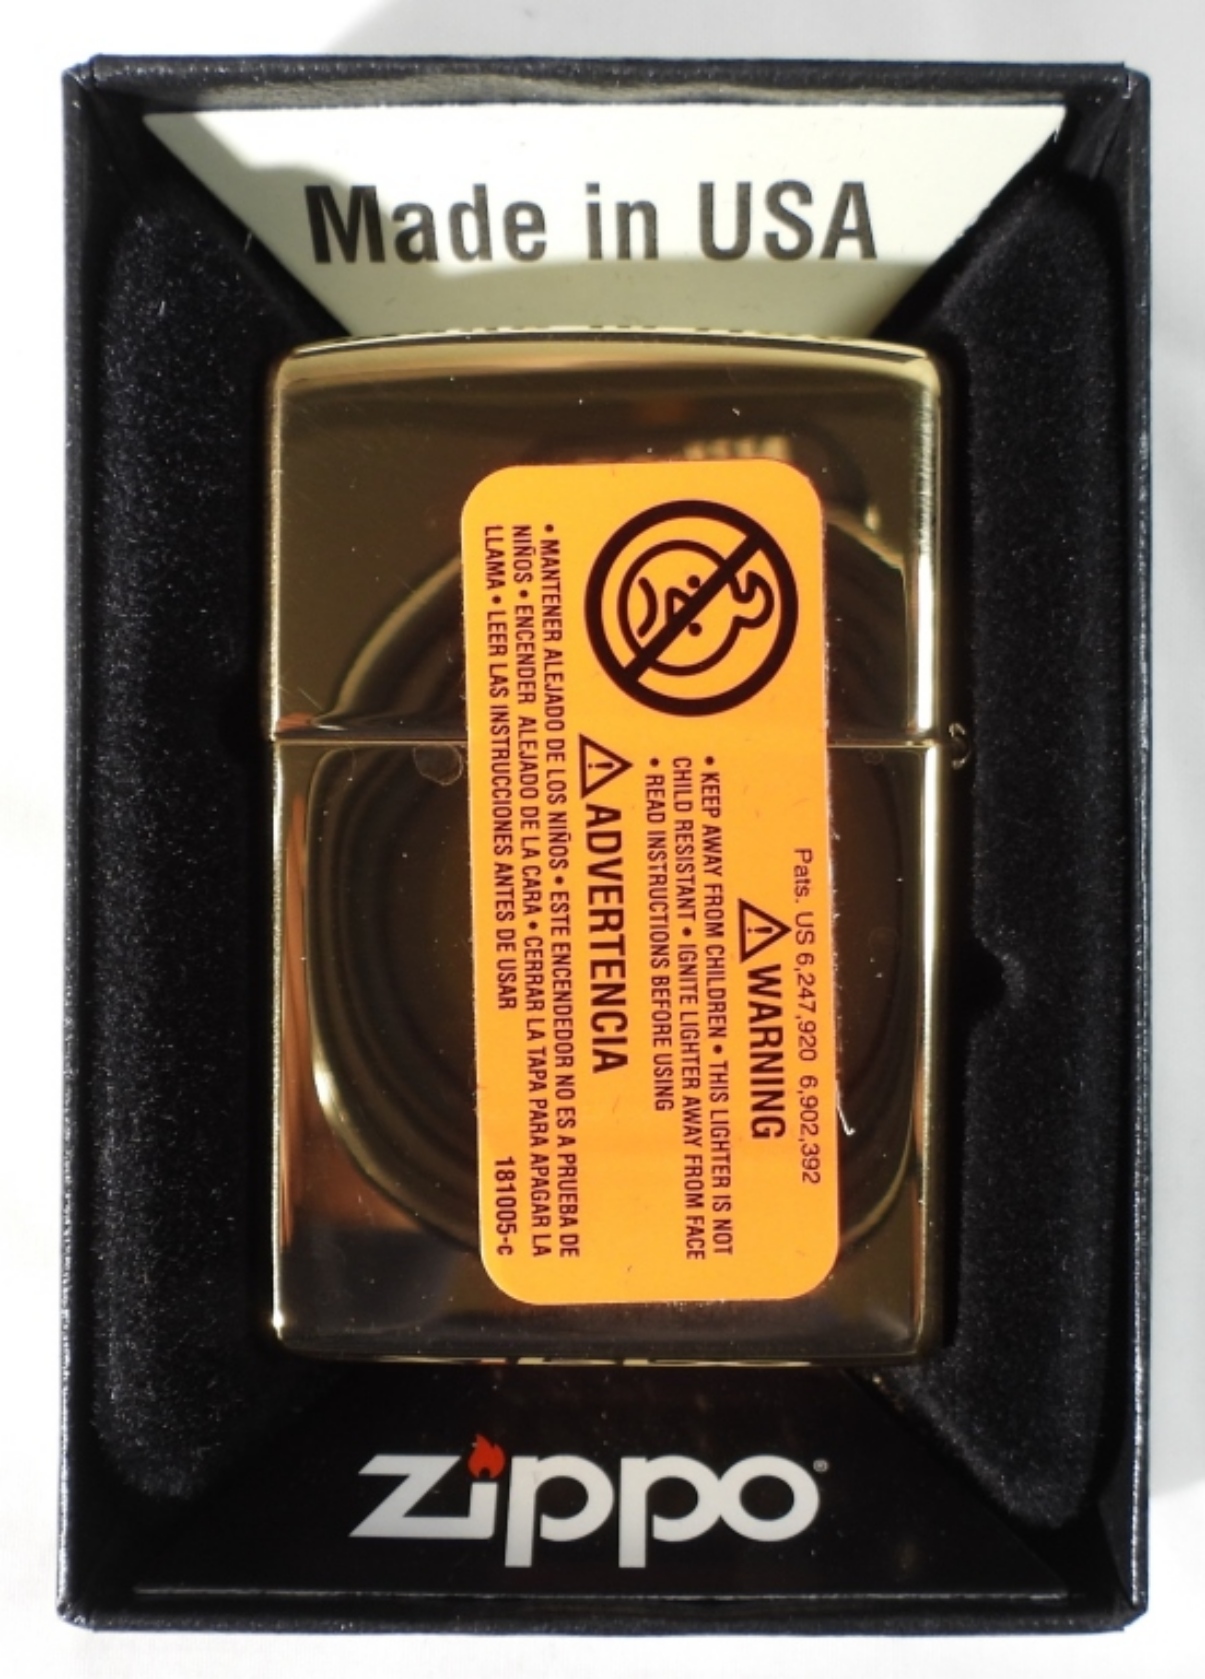 Made in USA
Pats. US 6,247,920 6,902,392
⚠WARNING
• KEEP AWAY FROM CHILDREN • THIS LIGHTER IS NOT
CHILD RESISTANT • IGNITE LIGHTER AWAY FROM FACE
• READ INSTRUCTIONS BEFORE USING
⚠ADVERTENCIA
• MANTENER ALEJADO DE LOS NIÑOS • ESTE ENCENDEDOR NO ES A PRUEBA DE
NIÑOS • ENCENDER ALEJADO DE LA CARA • CERRAR LA TAPA PARA APAGAR LA
LLAMA • LEER LAS INSTRUCCIONES ANTES DE USAR 181005-c
zippo®